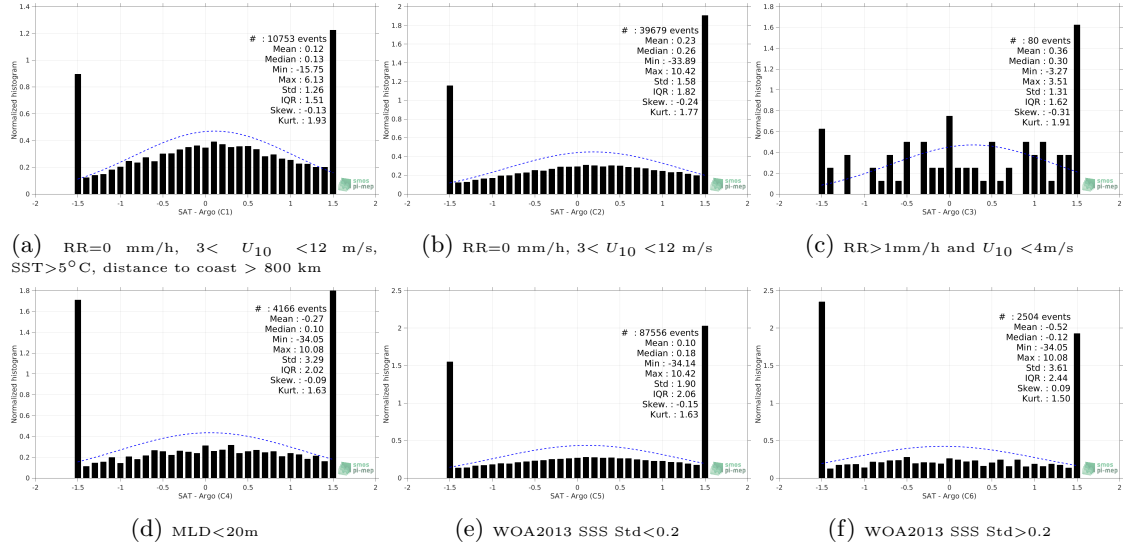 1.4
1.2
1
0.8
0.6
0.4
0.2
0
Normalized histogram
-2
-1.5
-1
-0.5
0
0.5
1
1.5
2
SAT - Argo (C1)
# : 10753 events
Mean : 0.12
Median : 0.13
Min : -15.75
Max : 6.13
Std : 1.26
IQR : 1.51
Skew. : -0.13
Kurt. : 1.93
smos
pi-mep
(a) RR=0 mm/h, 3< U10 <12 m/s,
SST>5°C, distance to coast > 800 km
2
1.8
1.6
1.4
1.2
1
0.8
0.6
0.4
0.2
0
Normalized histogram
-2
-1.5
-1
-0.5
0
0.5
1
1.5
2
SAT - Argo (C2)
# : 39679 events
Mean : 0.23
Median : 0.26
Min : -33.89
Max : 10.42
Std : 1.58
IQR : 1.82
Skew. : -0.24
Kurt. : 1.77
smos
pi-mep
(b) RR=0 mm/h, 3< U10 <12 m/s
1.8
1.6
1.4
1.2
1
0.8
0.6
0.4
0.2
0
Normalized histogram
-2
-1.5
-1
-0.5
0
0.5
1
1.5
2
SAT - Argo (C3)
# : 80 events
Mean : 0.36
Median : 0.30
Min : -3.27
Max : 3.51
Std : 1.31
IQR : 1.62
Skew. : -0.31
Kurt. : 1.91
smos
pi-mep
(c) RR>1mm/h and U10 <4m/s
1.8
1.6
1.4
1.2
1
0.8
0.6
0.4
0.2
0
Normalized histogram
-2
-1.5
-1
-0.5
0
0.5
1
1.5
2
SAT - Argo (C4)
# : 4166 events
Mean : -0.27
Median : 0.10
Min : -34.05
Max : 10.08
Std : 3.29
IQR : 2.02
Skew. : -0.09
Kurt. : 1.63
smos
pi-mep
(d) MLD<20m
2.5
2
1.5
1
0.5
0
Normalized histogram
-2
-1.5
-1
-0.5
0
0.5
1
1.5
2
SAT - Argo (C5)
# : 87556 events
Mean : 0.10
Median : 0.18
Min : -34.14
Max : 10.42
Std : 1.90
IQR : 2.06
Skew. : -0.15
Kurt. : 1.63
smos
pi-mep
(e) WOA2013 SSS Std<0.2
2.5
2
1.5
1
0.5
0
Normalized histogram
-2
-1.5
-1
-0.5
0
0.5
1
1.5
2
SAT - Argo (C6)
# : 2504 events
Mean : -0.52
Median : -0.12
Min : -34.05
Max : 10.08
Std : 3.61
IQR : 2.44
Skew. : 0.09
Kurt. : 1.50
smos
pi-mep
(f) WOA2013 SSS Std>0.2